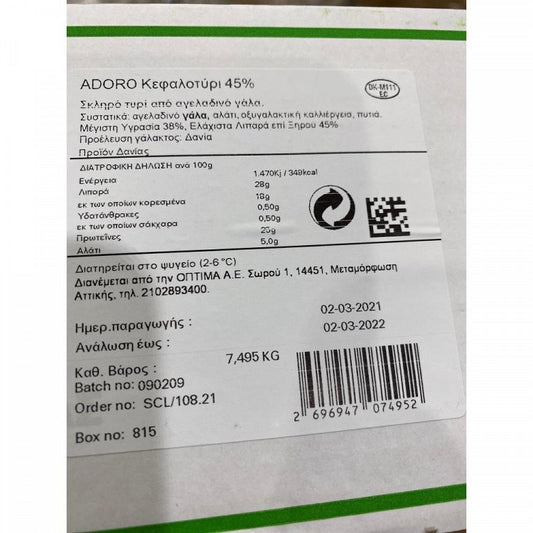 ADORO Κεφαλοτύρι 45%
DK-M111
EC
Σκληρό τυρί από αγελαδινό γάλα.
Συστατικά: αγελαδινό γάλα, αλάτι, οξυγαλακτική καλλιέργεια, πυτιά.
Μέγιστη Υγρασία 38%, Ελάχιστα Λιπαρά επί Ξηρού 45%
Προέλευση γάλακτος: Δανία
Προϊόν Δανίας
ΔΙΑΤΡΟΦΙΚΗ ΔΗΛΩΣΗ ανά 100g
Ενέργεια 1.470Kj / 349kcal
Λιπαρά 28g
εκ των οποίων κορεσμένα 18g
Υδατάνθρακες 0,50g
εκ των οποίων σάκχαρα 0,50g
Πρωτεΐνες 25g
Αλάτι 5,0g
Διατηρείται στο ψυγείο (2-6 °C)
Διανέμεται από την ΟΠΤΙΜΑ Α.Ε. Σωρού 1, 14451, Μεταμόρφωση
Αττικής, τηλ. 2102893400.
Ημερ.παραγωγής : 02-03-2021
Ανάλωση έως : 02-03-2022
Καθ. Βάρος : 7,495 KG
Batch no: 090209
Order no: SCL/108.21
Box no: 815
2 696947 074952